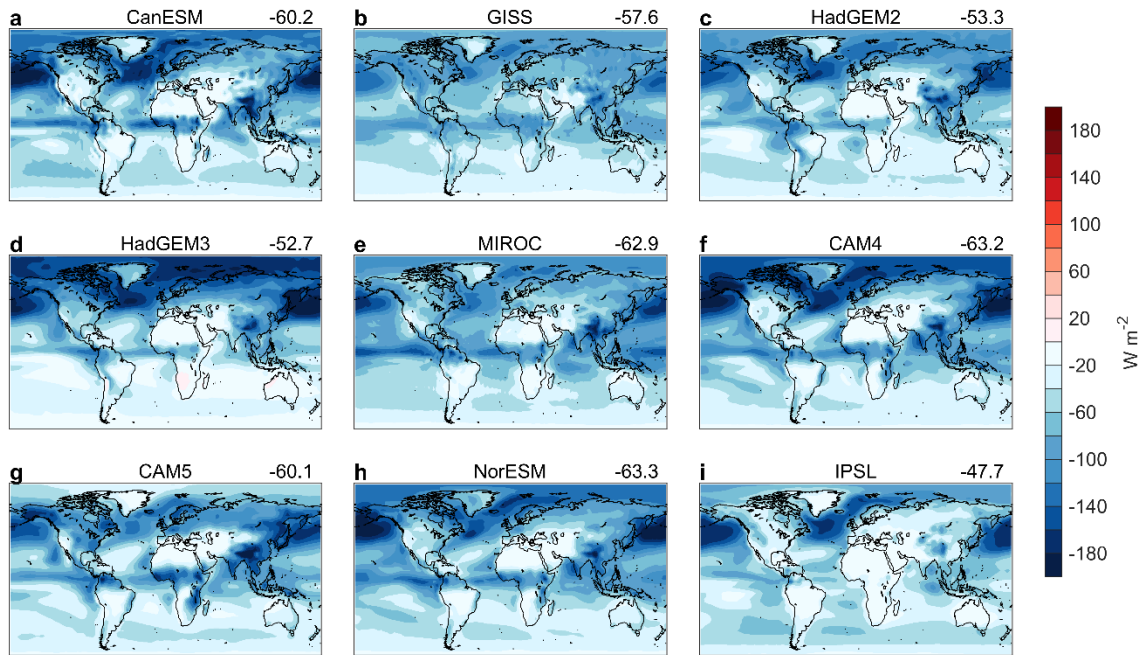 a CanESM -60.2
b GISS -57.6
c HadGEM2 -53.3
d HadGEM3 -52.7
e MIROC -62.9
f CAM4 -63.2
g CAM5 -60.1
h NorESM -63.3
i IPSL -47.7
180
140
100
60
20
-20
-60
-100
-140
-180
W m-2